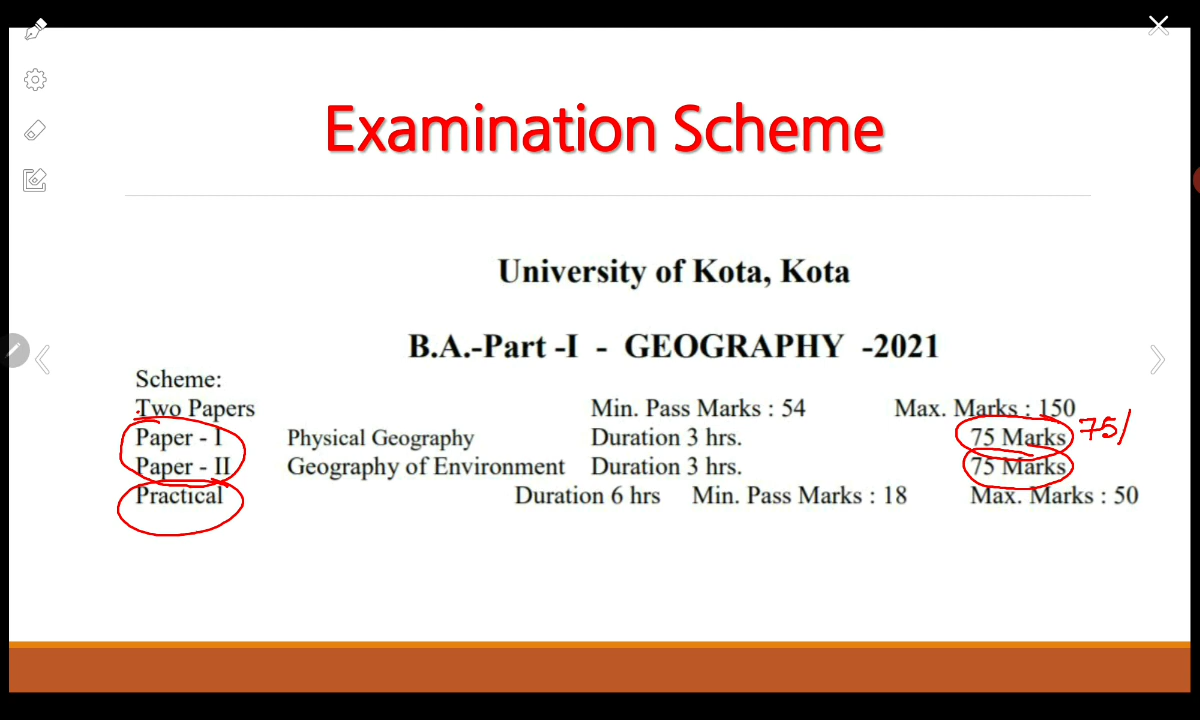 Examination Scheme
University of Kota, Kota
B.A.-Part -I - GEOGRAPHY -2021
Scheme:
Two Papers Min. Pass Marks : 54 Max. Marks : 150
Paper - I Physical Geography Duration 3 hrs. 75 Marks 75/
Paper - II Geography of Environment Duration 3 hrs. 75 Marks
Practical Duration 6 hrs Min. Pass Marks : 18 Max. Marks : 50